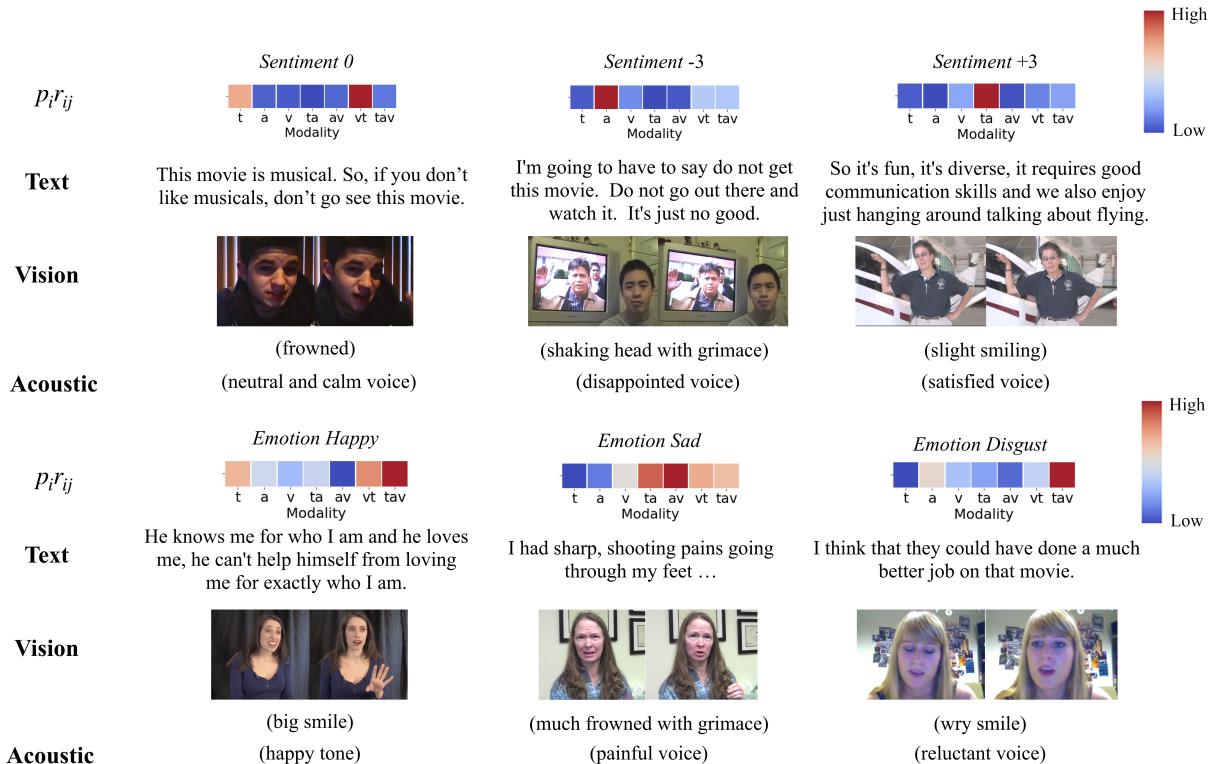 High
Sentiment 0
Sentiment -3
Sentiment +3
p_i r_ij
t a v ta av vt tav
t a v ta av vt tav
t a v ta av vt tav
Low
Modality
Modality
Modality
Text
This movie is musical. So, if you don't
like musicals, don't go see this movie.
I'm going to have to say do not get
this movie. Do not go out there and
watch it. It's just no good.
So it's fun, it's diverse, it requires good
communication skills and we also enjoy
just hanging around talking about flying.
Vision
(frowned)
(shaking head with grimace)
(slight smiling)
Acoustic
(neutral and calm voice)
(disappointed voice)
(satisfied voice)
High
Emotion Happy
Emotion Sad
Emotion Disgust
p_i r_ij
t a v ta av vt tav
t a v ta av vt tav
t a v ta av vt tav
Low
Modality
Modality
Modality
Text
He knows me for who I am and he loves
me, he can't help himself from loving
me for exactly who I am.
I had sharp, shooting pains going
through my feet …
I think that they could have done a much
better job on that movie.
Vision
(big smile)
(much frowned with grimace)
(wry smile)
Acoustic
(happy tone)
(painful voice)
(reluctant voice)